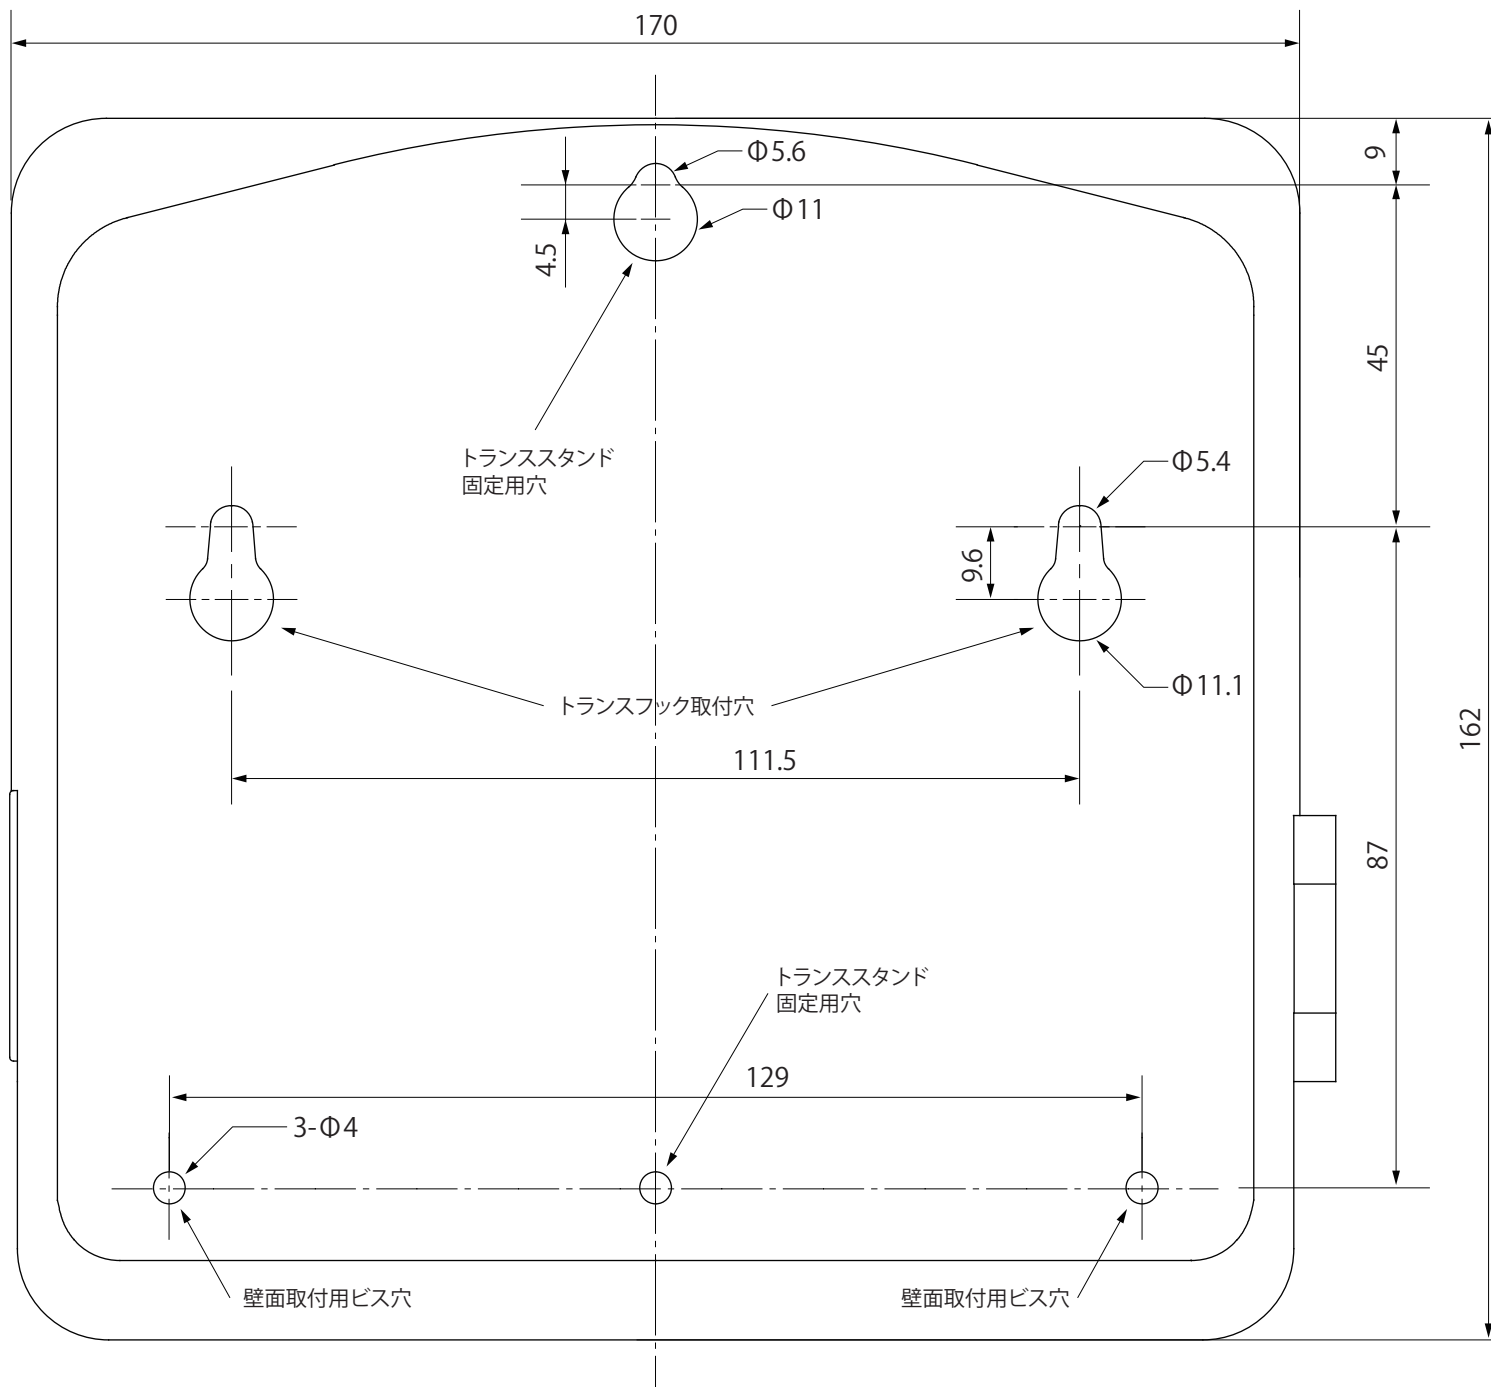 170
Φ5.6
9
Φ11
4.5
45
トランススタンド
固定用穴
Φ5.4
9.6
Φ11.1
トランスフック取付穴
162
111.5
87
トランススタンド
固定用穴
129
3-Φ4
壁面取付用ビス穴
壁面取付用ビス穴